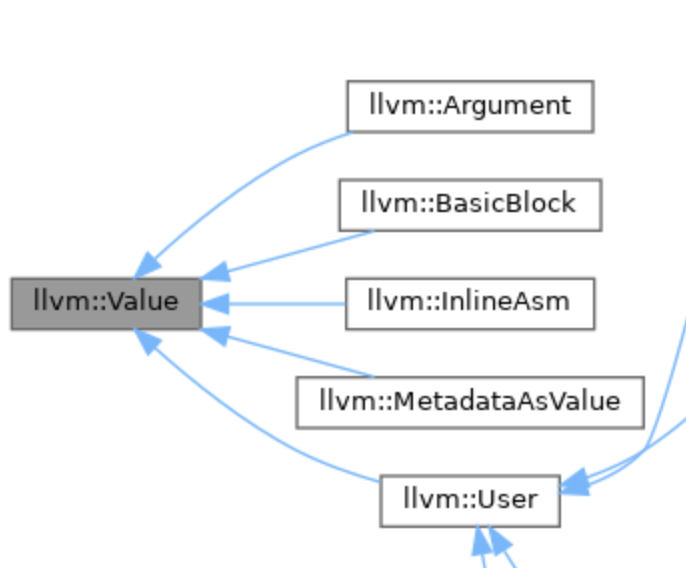 llvm::Argument
llvm::BasicBlock
llvm::Value
llvm::InlineAsm
llvm::MetadataAsValue
llvm::User